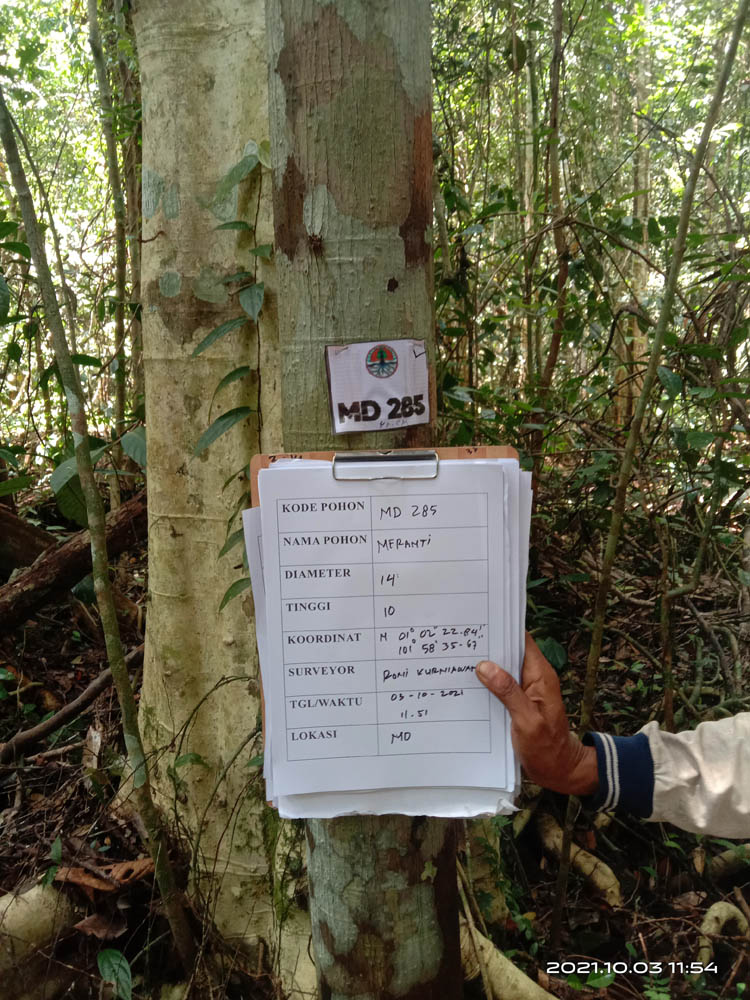 MD 285
KODE POHON MD 285
NAMA POHON MERANTI
DIAMETER 14
TINGGI 10
KOORDINAT N 01° 02' 22.84"
101° 58' 35.67"
SURVEYOR RONI KURNIAWAN
TGL/WAKTU 03-10-2021
11.51
LOKASI MD
2021.10.03 11:54